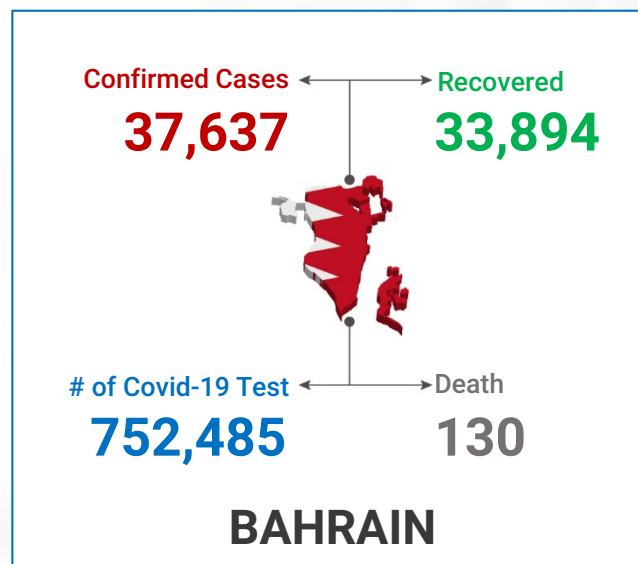 Confirmed Cases
37,637
Recovered
33,894
# of Covid-19 Test
752,485
Death
130
BAHRAIN